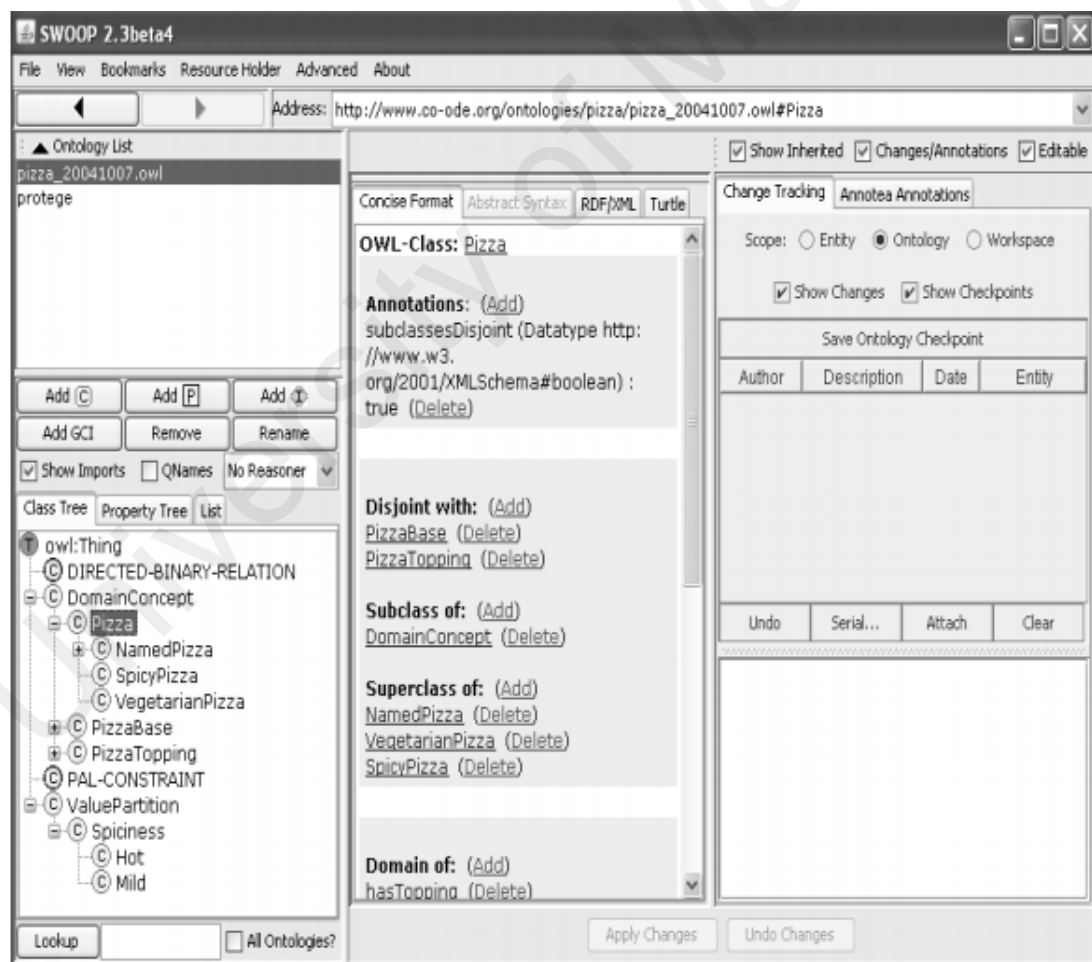 SWOOP 2.3beta4
File View Bookmarks Resource Holder Advanced About
Address: http://www.co-ode.org/ontologies/pizza/pizza_20041007.owl#Pizza
Ontology List
pizza_20041007.owl
protege
Show Inherited Changes/Annotations Editable
Add C Add P Add I
Add GCI Remove Rename
Show Imports QNames No Reasoner
Class Tree Property Tree List
T owl:Thing
C DIRECTED-BINARY-RELATION
C DomainConcept
C Pizza
C NamedPizza
C SpicyPizza
C VegetarianPizza
C PizzaBase
C PizzaTopping
C PAL-CONSTRAINT
C ValuePartition
C Spiciness
C Hot
C Mild
Lookup All Ontologies?
Concise Format Abstract Syntax RDF/XML Turtle
OWL-Class: Pizza
Annotations: (Add)
subclassesDisjoint (Datatype http:
//www.w3.
org/2001/XMLSchema#boolean) :
true (Delete)
Disjoint with: (Add)
PizzaBase (Delete)
PizzaTopping (Delete)
Subclass of: (Add)
DomainConcept (Delete)
Superclass of: (Add)
NamedPizza (Delete)
VegetarianPizza (Delete)
SpicyPizza (Delete)
Domain of: (Add)
hasTopping (Delete)
Change Tracking Annotea Annotations
Scope: Entity Ontology Workspace
Show Changes Show Checkpoints
Save Ontology Checkpoint
Author Description Date Entity
Undo Serial... Attach Clear
Apply Changes Undo Changes
University of Ma